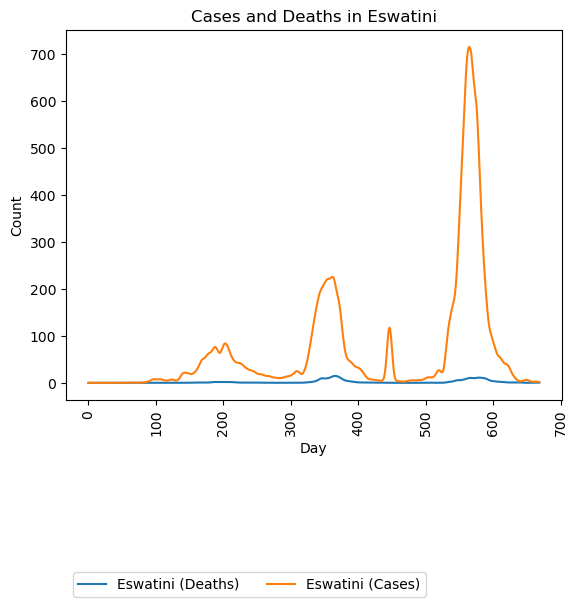 Cases and Deaths in Eswatini
700
600
500
400
300
200
100
0
Count
0 100 200 300 400 500 600 700
Day
Eswatini (Deaths) Eswatini (Cases)